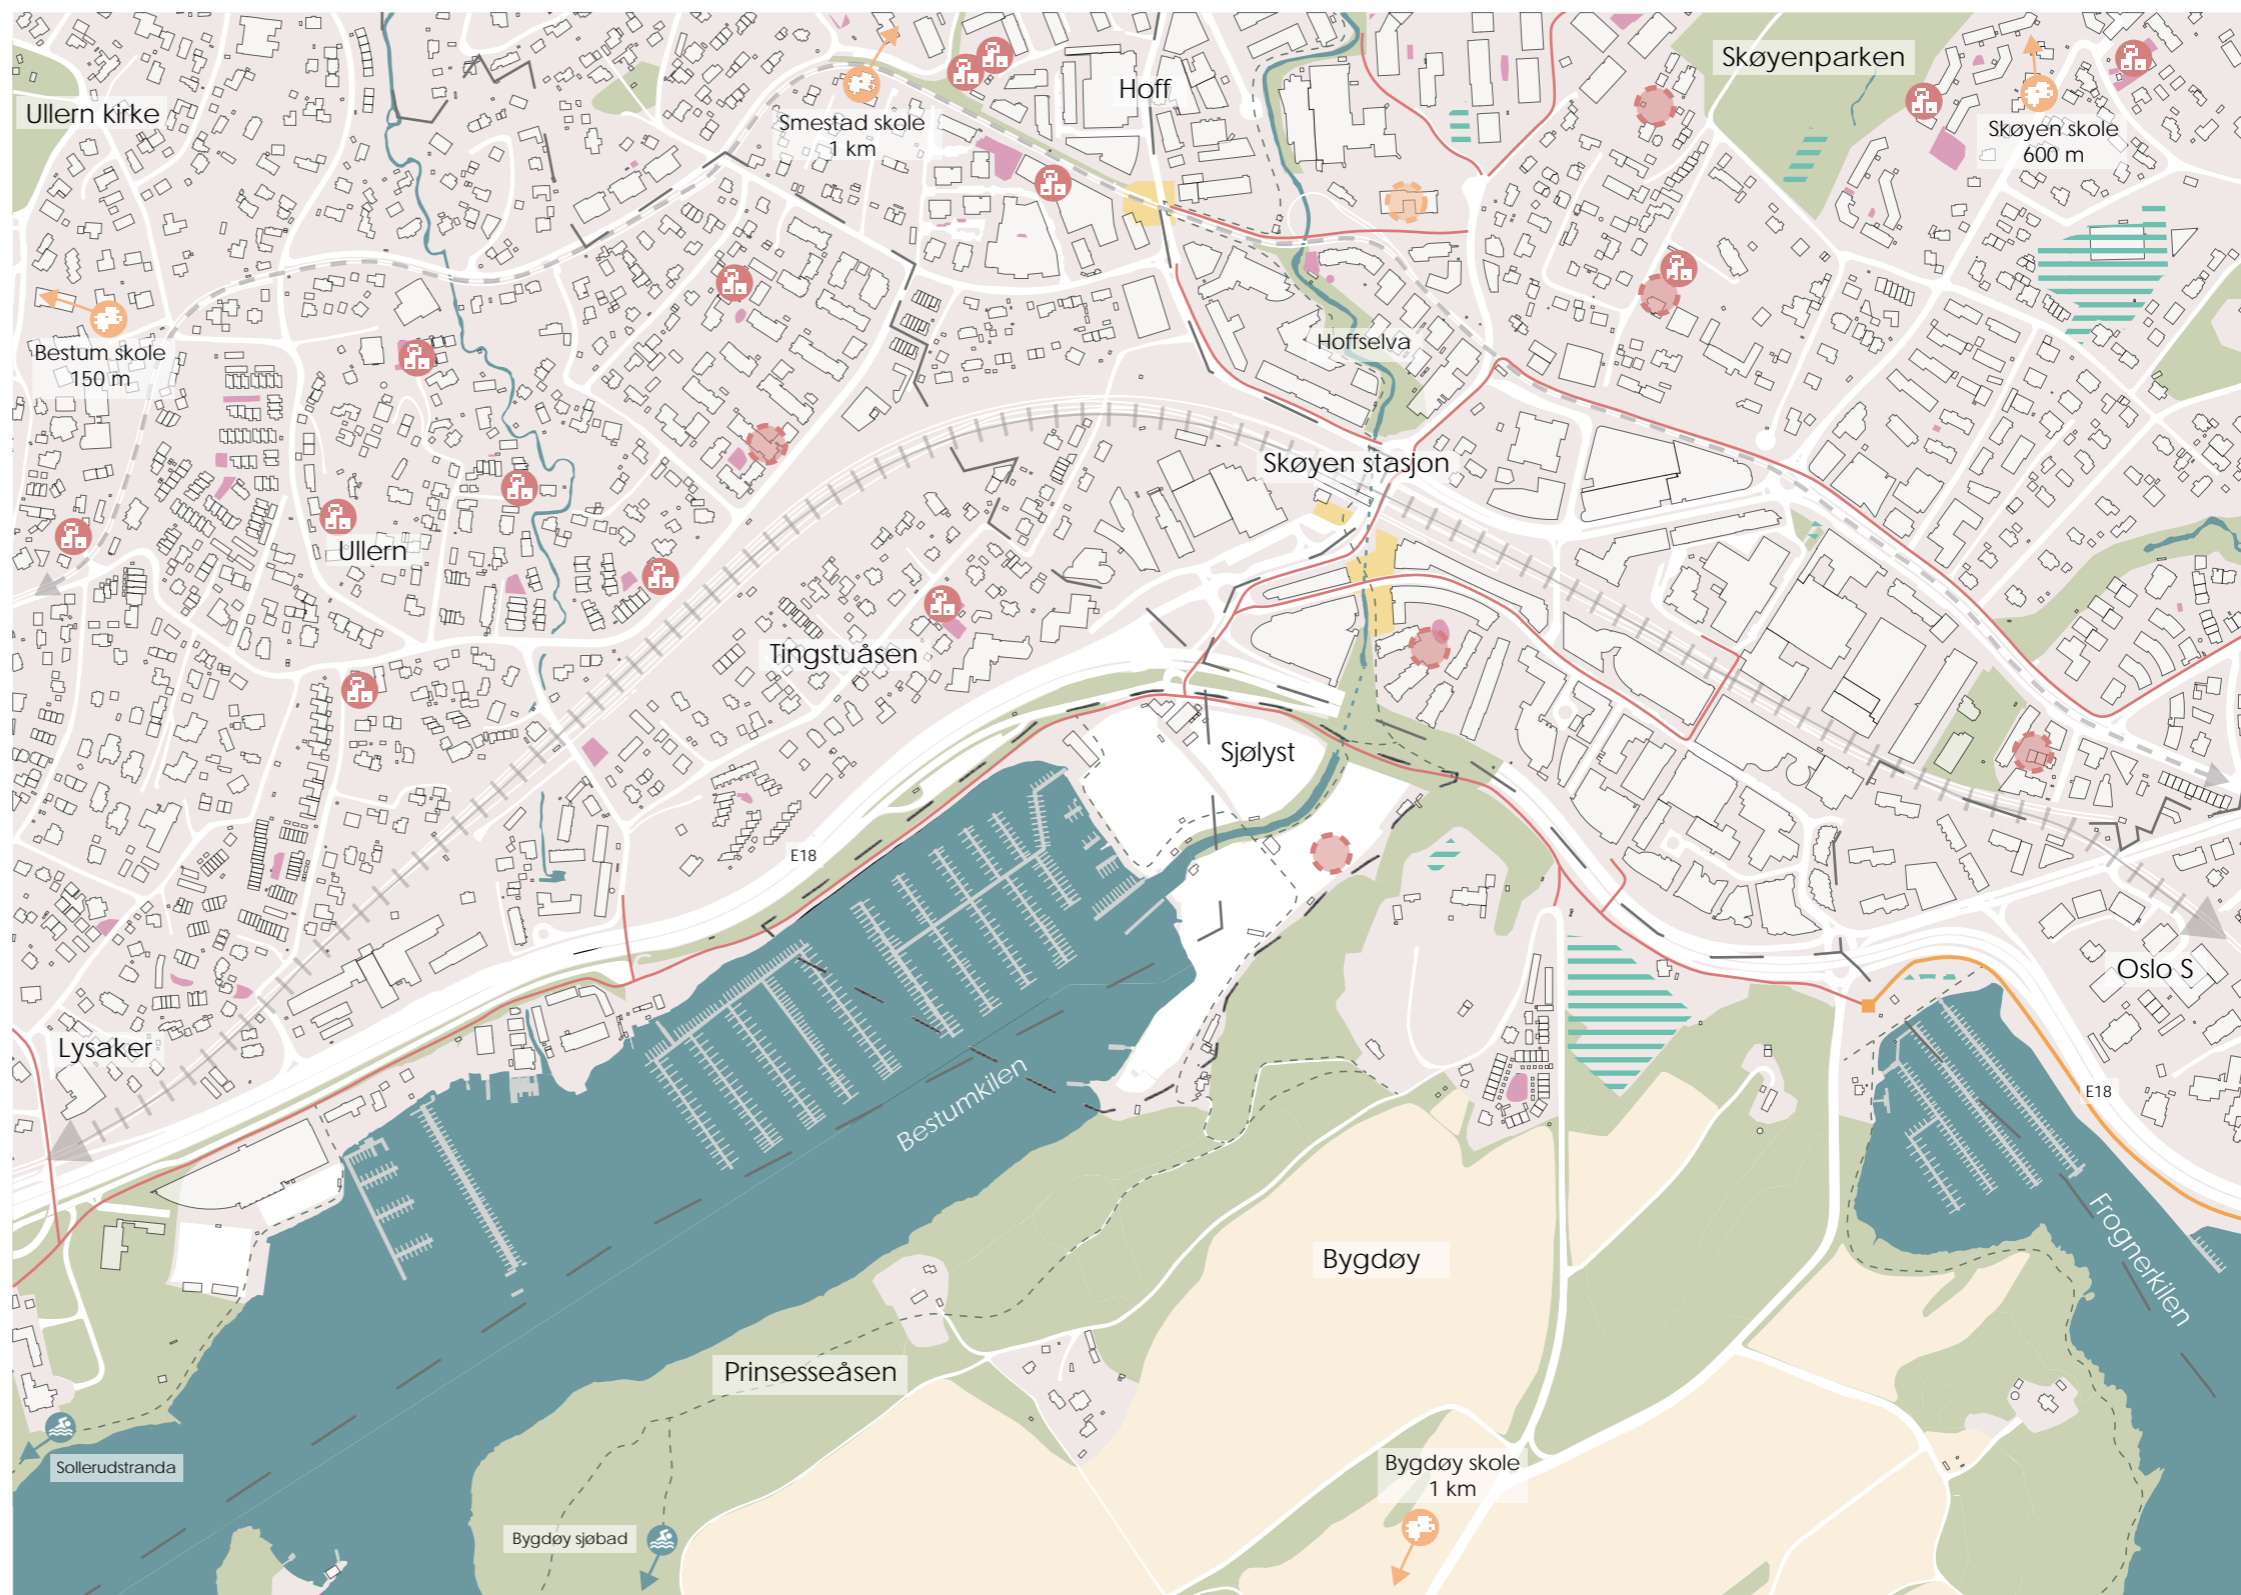 Skøyenparken
Hoff
Ullern kirke
Smestad skole
1 km
Skøyen skole
600 m
Hoffselva
Bestum skole
150 m
Skøyen stasjon
Ullern
Tingstuåsen
Sjølyst
E18
Oslo S
Lysaker
Bestumkilen
E18
Frognerkilen
Bygdøy
Prinsesseåsen
Bygdøy skole
1 km
Sollerudstranda
Bygdøy sjøbad